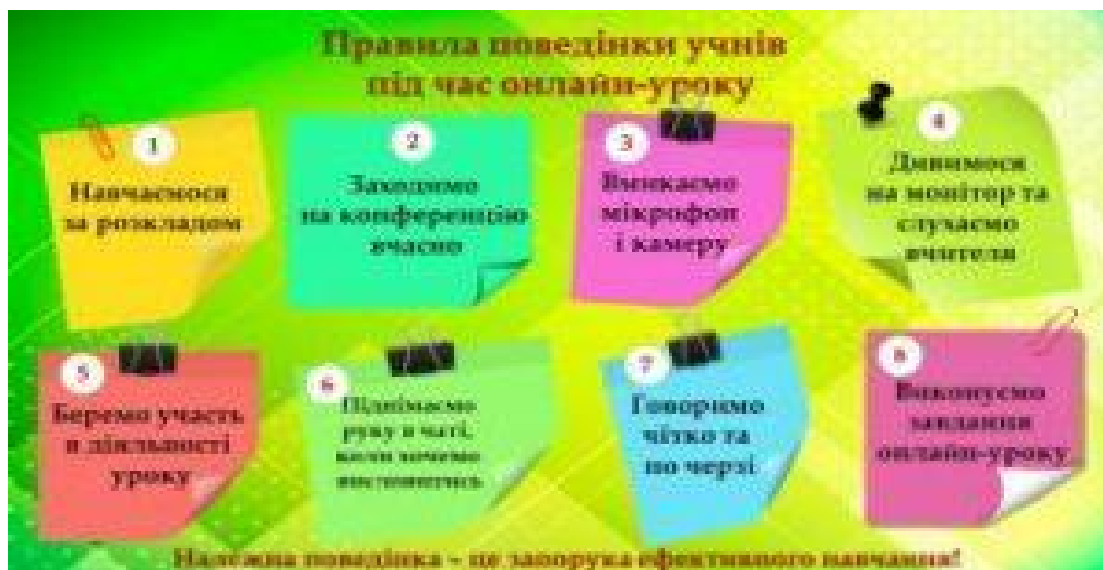 Правила поведінки учнів
під час онлайн-уроку
1
Навчаємося
за розкладом
2
Заходимо
на конференцію
вчасно
3
Вмикаємо
мікрофон
і камеру
4
Дивимося
на монітор та
слухаємо
вчителя
5
Беремо участь
в діяльності
уроку
6
Піднімаємо
руку в чаті,
коли хочемо
висловитись
7
Говоримо
чітко та
по черзі
8
Виконуємо
завдання
онлайн-уроку
Належна поведінка – це запорука ефективного навчання!